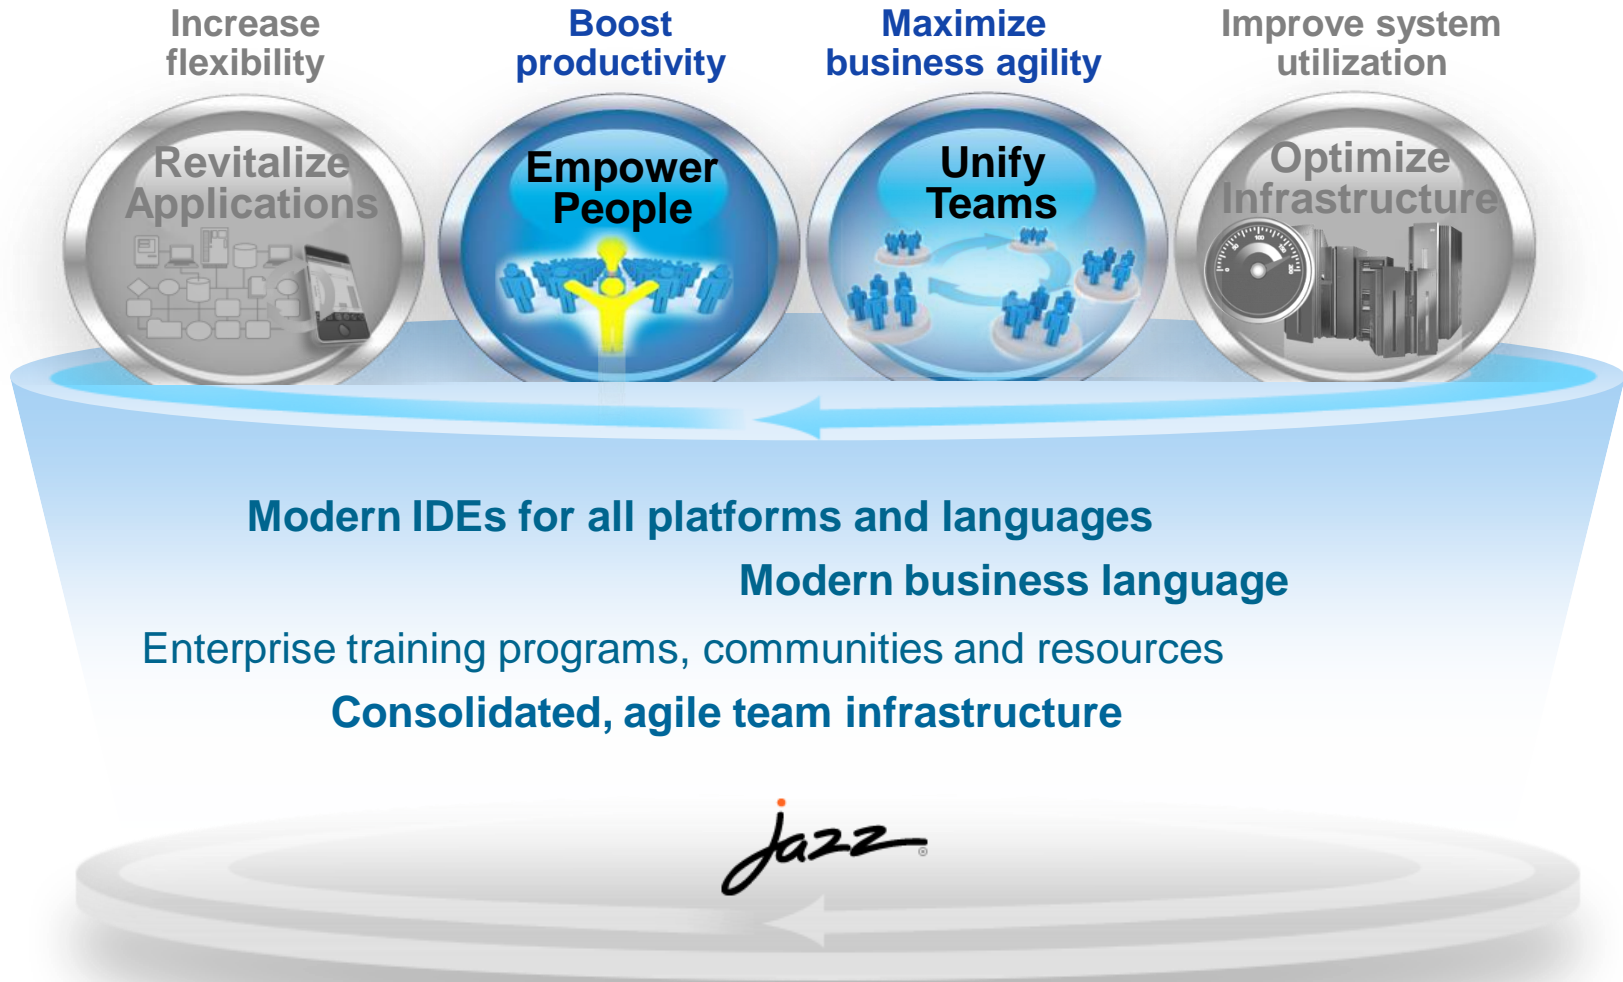 Increase
flexibility
Boost
productivity
Maximize
business agility
Improve system
utilization
Revitalize
Applications
Empower
People
Unify
Teams
Optimize
Infrastructure
Modern IDEs for all platforms and languages
Modern business language
Enterprise training programs, communities and resources
Consolidated, agile team infrastructure
jazz